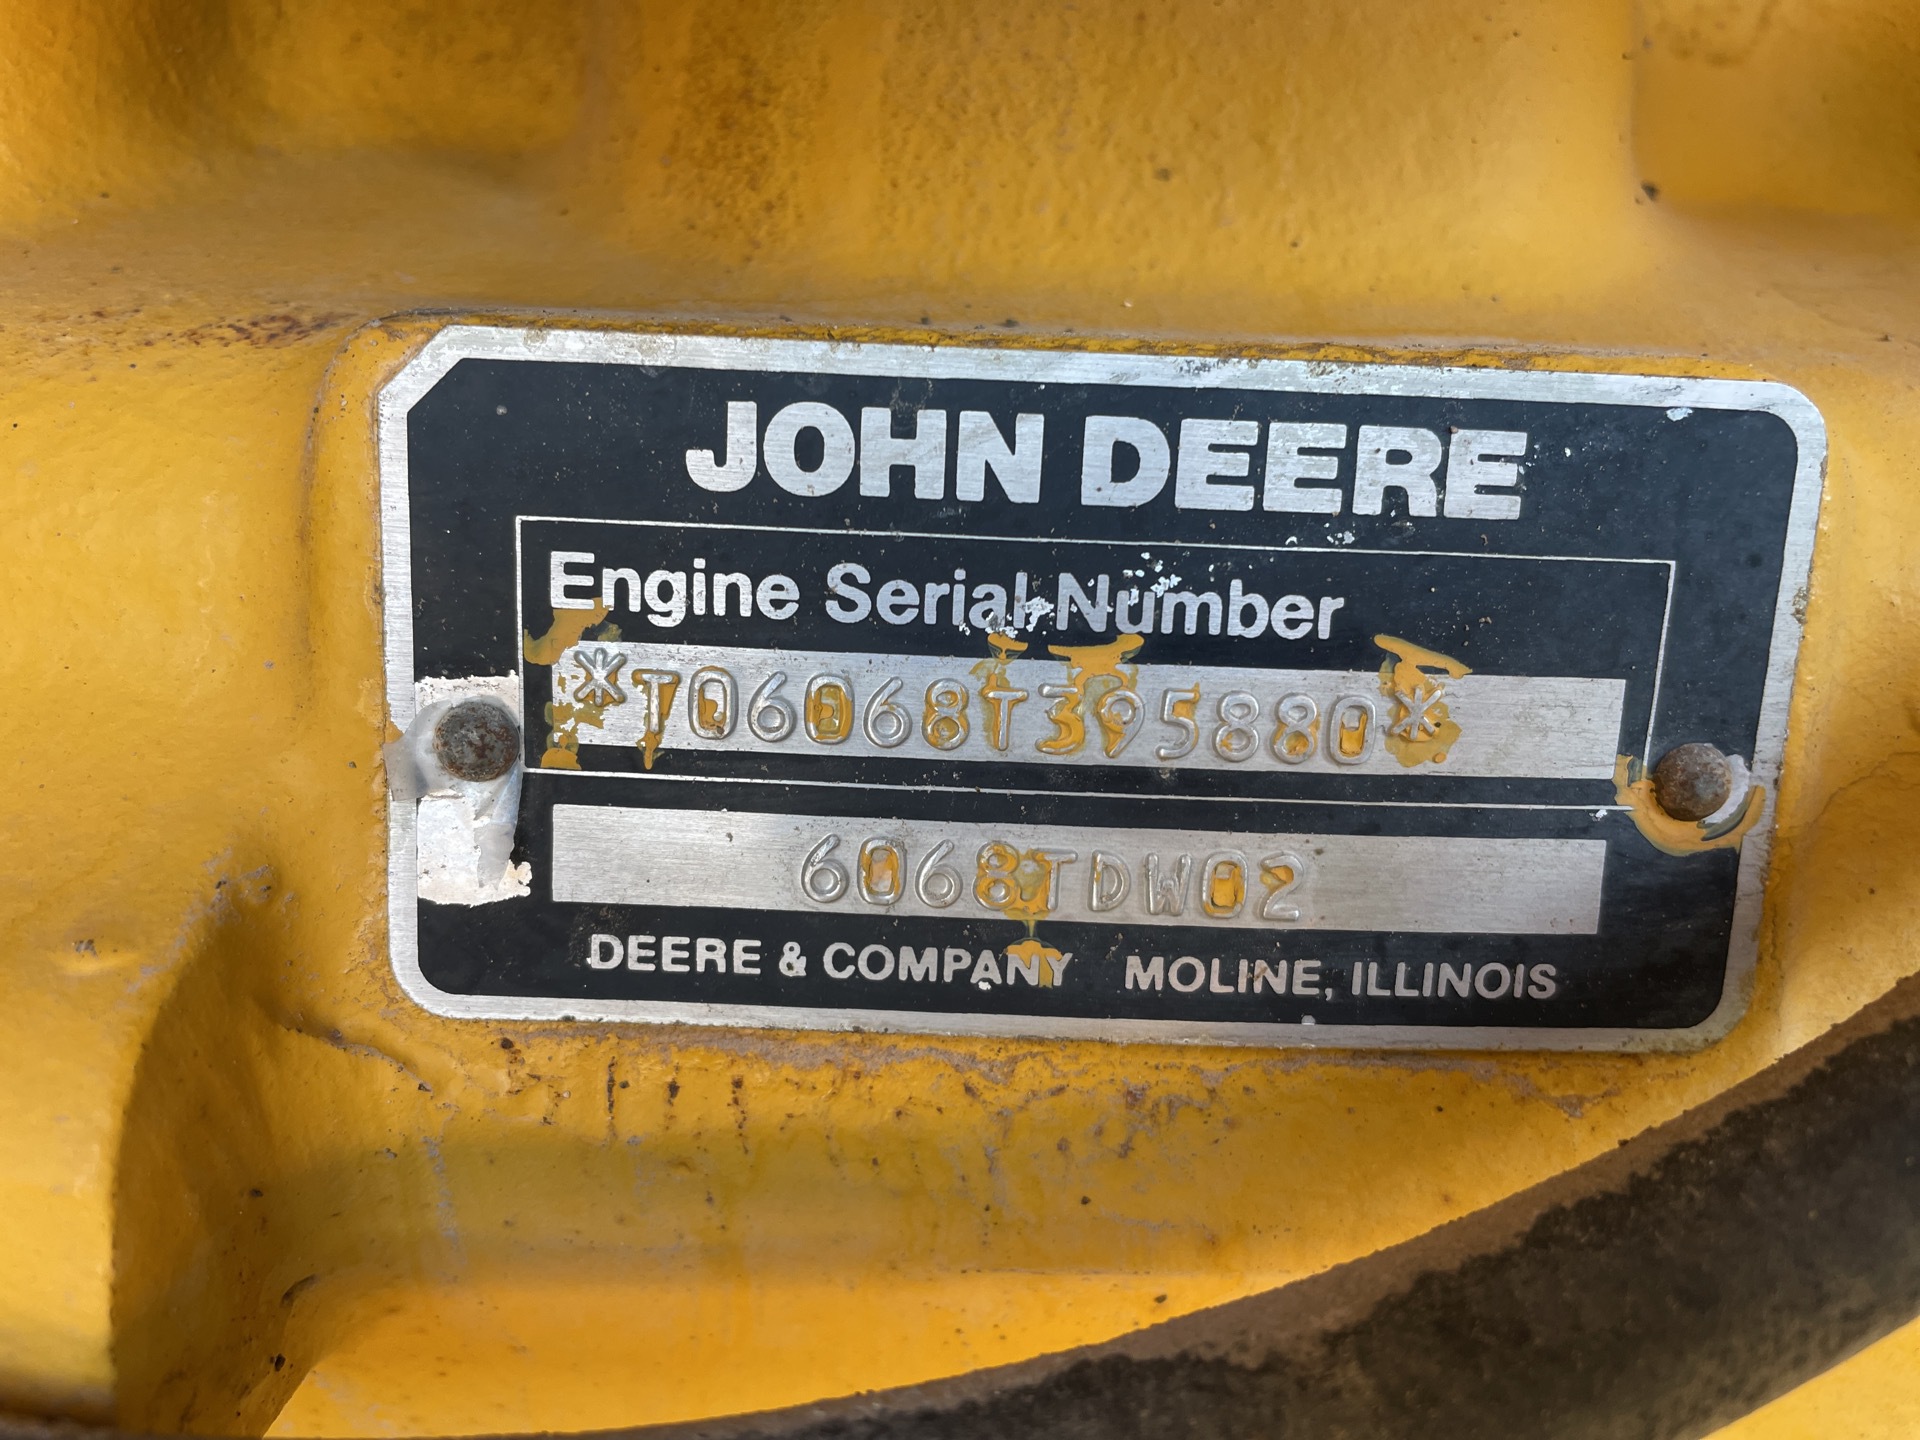 JOHN DEERE
Engine Serial Number
*T06068T395880*
6068TDW02
DEERE & COMPANY MOLINE, ILLINOIS